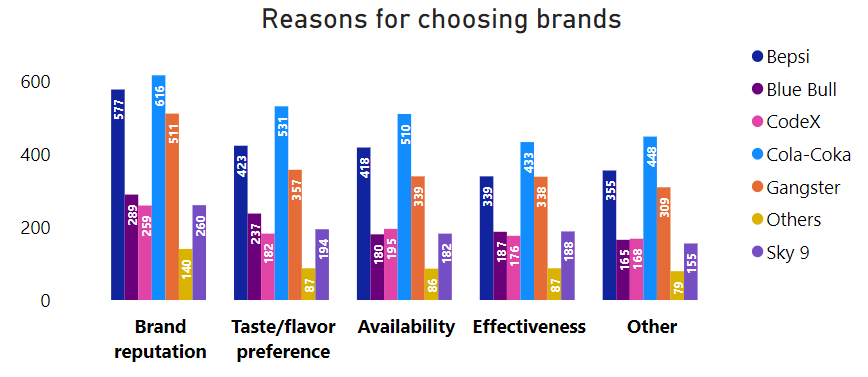 Reasons for choosing brands
600
400
200
0
577
289
259
616
511
140
260
423
237
182
531
357
87
194
418
180
195
510
339
86
182
339
187
176
433
338
87
188
355
165
168
448
309
79
155
Brand
reputation
Taste/flavor
preference
Availability
Effectiveness
Other
Bepsi
Blue Bull
CodeX
Cola-Coka
Gangster
Others
Sky 9